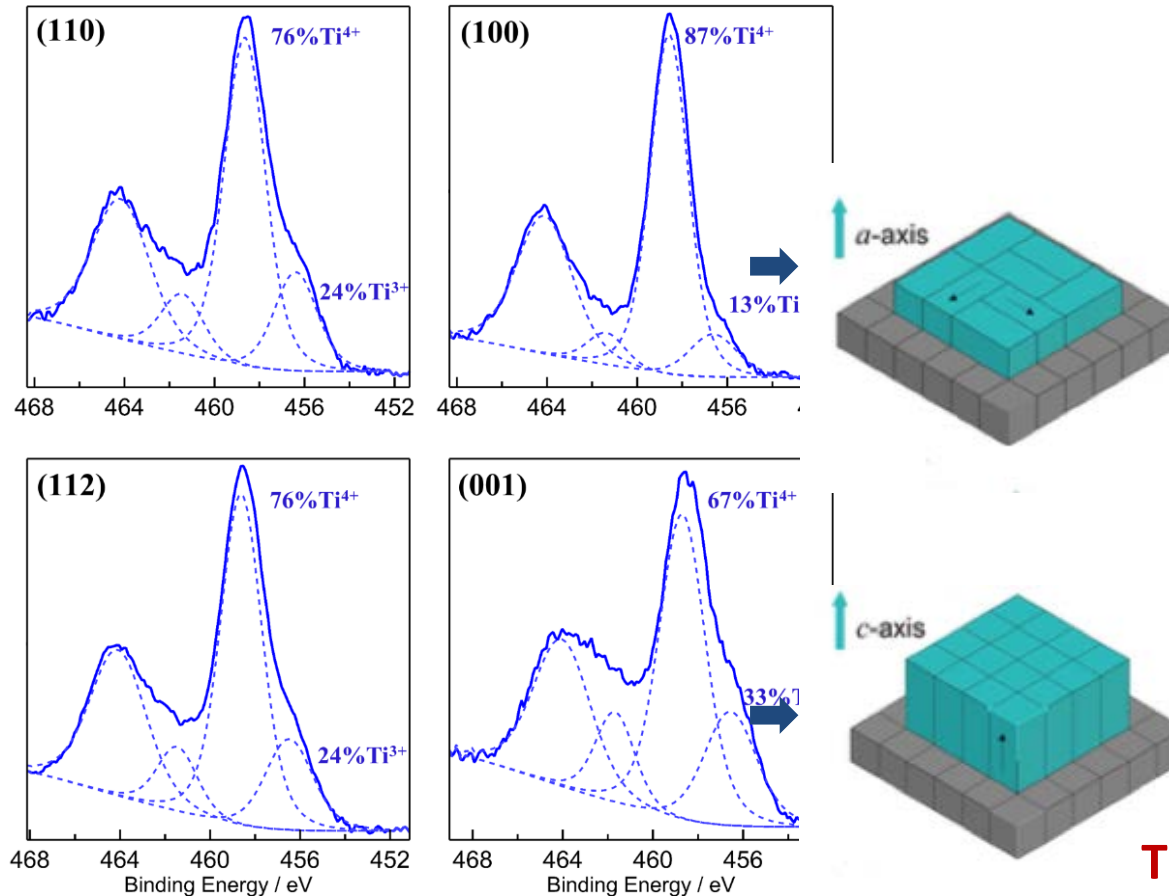 (110)
76%Ti⁴⁺
24%Ti³⁺
468 464 460 456 452
(100)
87%Ti⁴⁺
13%Ti
468 464 460 456
a-axis
(112)
76%Ti⁴⁺
24%Ti³⁺
468 464 460 456 452
Binding Energy / eV
(001)
67%Ti⁴⁺
33%T
468 464 460 456
Binding Energy / eV
c-axis
T